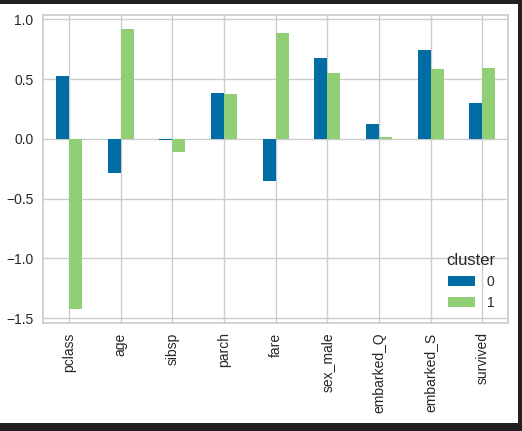 1.0
0.5
0.0
−0.5
−1.0
−1.5
cluster
0
1
pclass
age
sibsp
parch
fare
sex_male
embarked_Q
embarked_S
survived